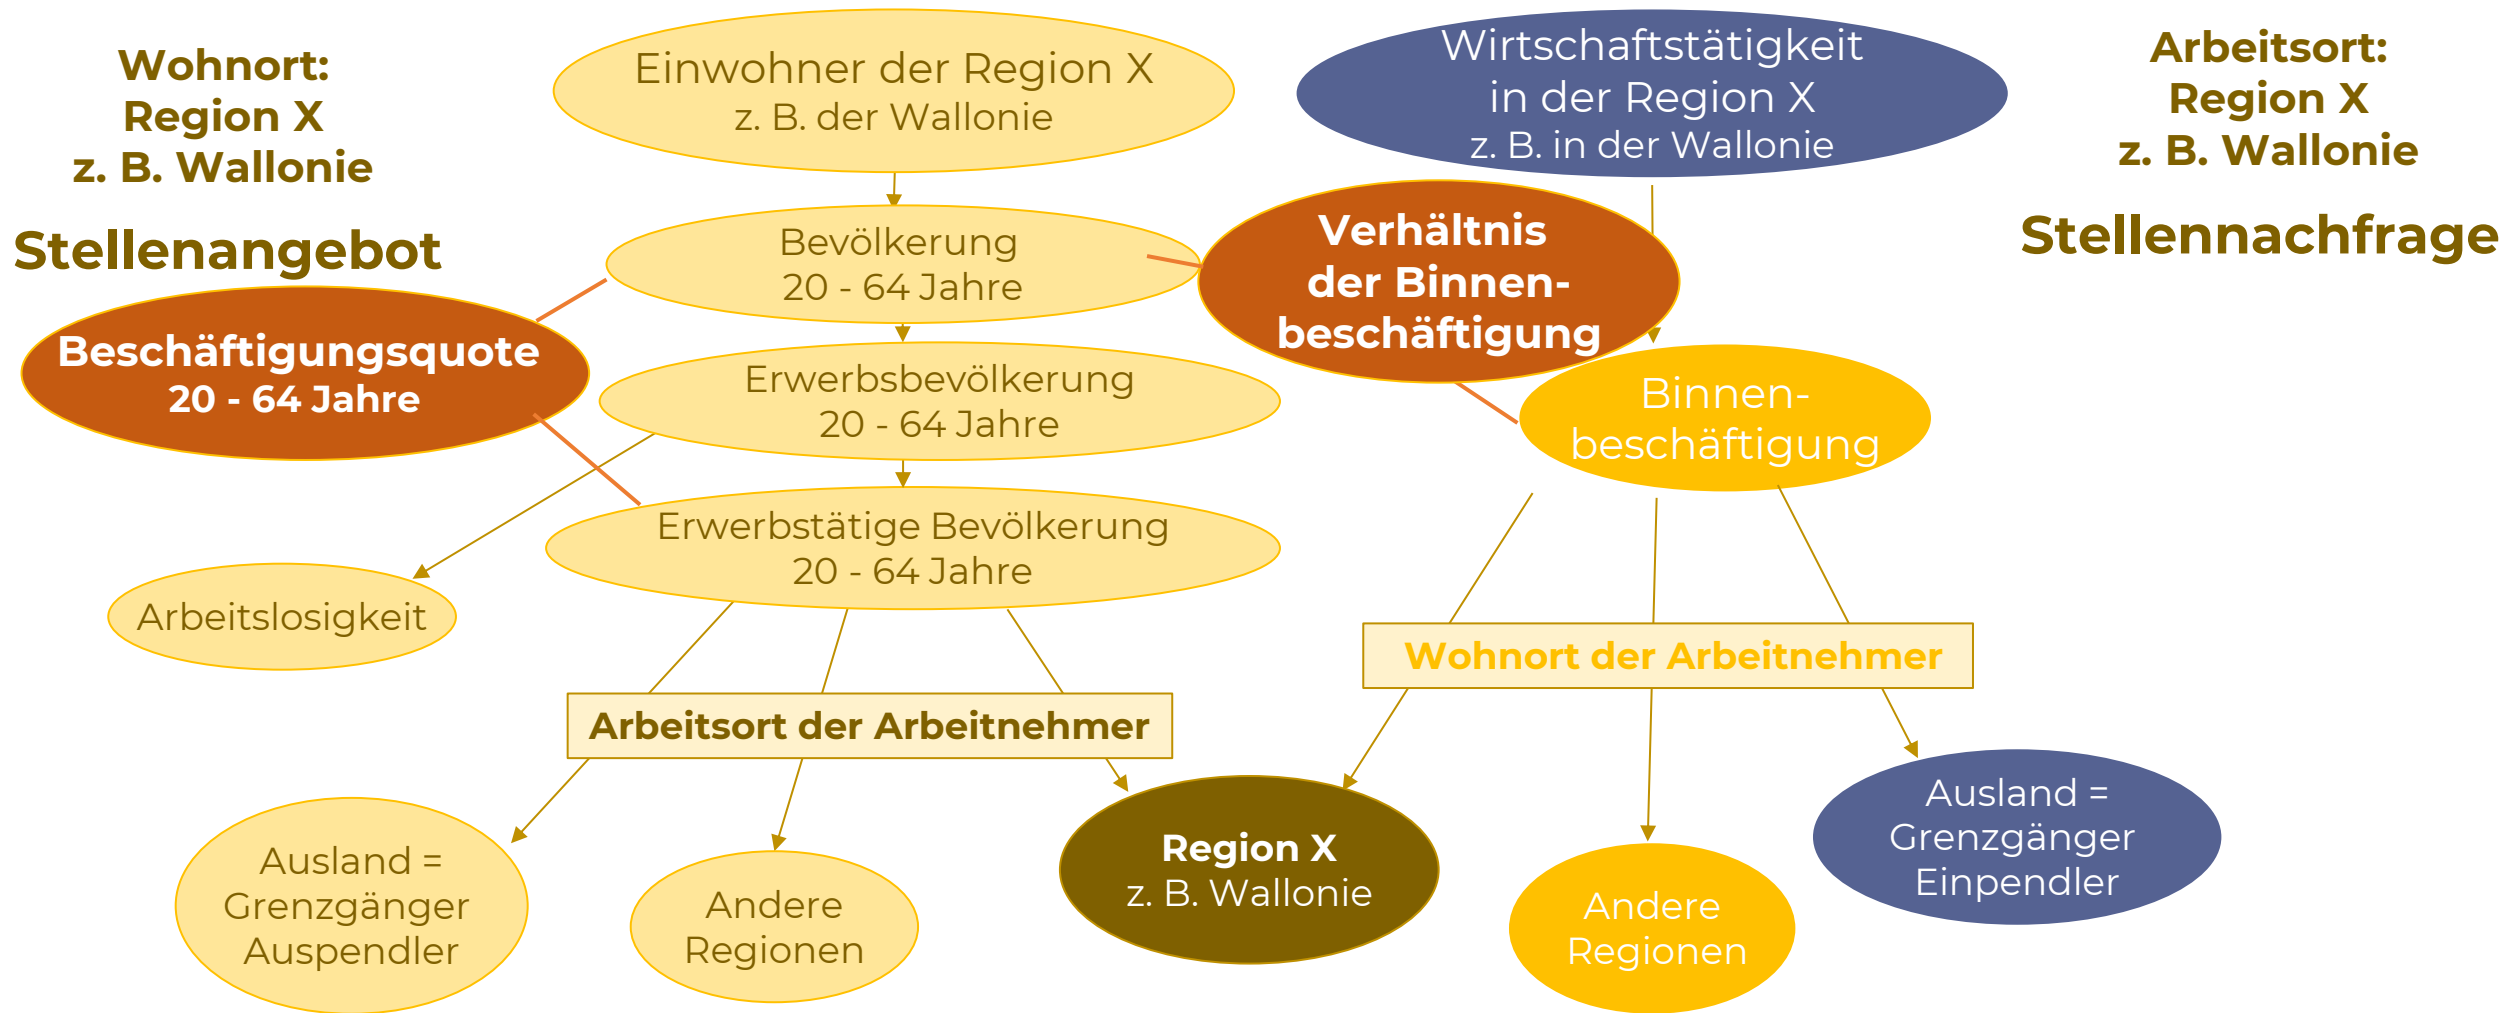 Wohnort:
Region X
z. B. Wallonie
Stellenangebot
Einwohner der Region X
z. B. der Wallonie
Wirtschaftstätigkeit
in der Region X
z. B. in der Wallonie
Arbeitsort:
Region X
z. B. Wallonie
Stellennachfrage
Bevölkerung
20 - 64 Jahre
Verhältnis
der Binnen-
beschäftigung
Beschäftigungsquote
20 - 64 Jahre
Erwerbsbevölkerung
20 - 64 Jahre
Binnen-
beschäftigung
Erwerbstätige Bevölkerung
20 - 64 Jahre
Arbeitslosigkeit
Wohnort der Arbeitnehmer
Arbeitsort der Arbeitnehmer
Ausland =
Grenzgänger
Auspendler
Andere
Regionen
Region X
z. B. Wallonie
Andere
Regionen
Ausland =
Grenzgänger
Einpendler